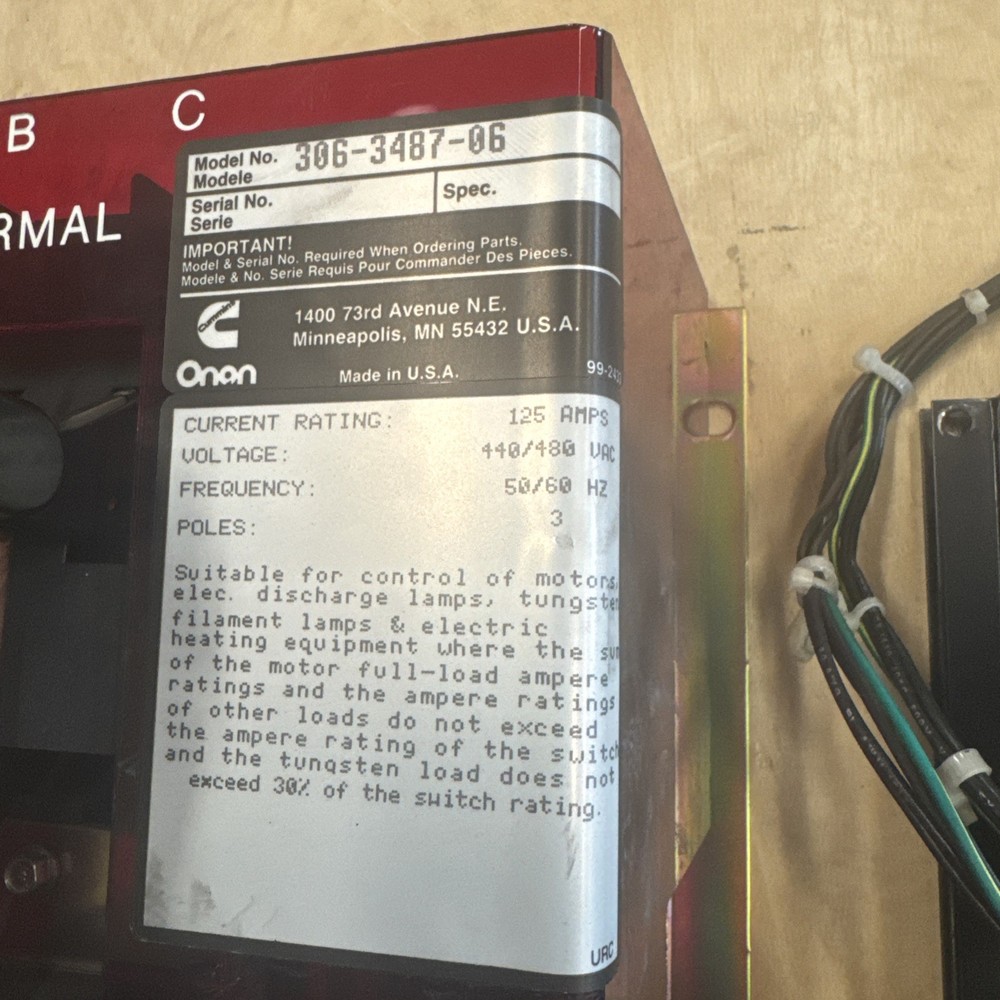 B C
RMAL
Model No. 306-3487-06
Modele
Serial No. Spec.
Serie
IMPORTANT!
Model & Serial No. Required When Ordering Parts.
Modele & No. Serie Requis Pour Commander Des Pieces.
1400 73rd Avenue N.E.
Minneapolis, MN 55432 U.S.A.
Onan Made in U.S.A.
CURRENT RATING: 125 AMPS
VOLTAGE: 440/480 VAC
FREQUENCY: 50/60 HZ
POLES: 3
Suitable for control of motors,
elec. discharge lamps, tungsten
filament lamps & electric
heating equipment where the sum
of the motor full-load ampere
ratings and the ampere ratings
of other loads do not exceed
the ampere rating of the switch
and the tungsten load does not
exceed 30% of the switch rating.